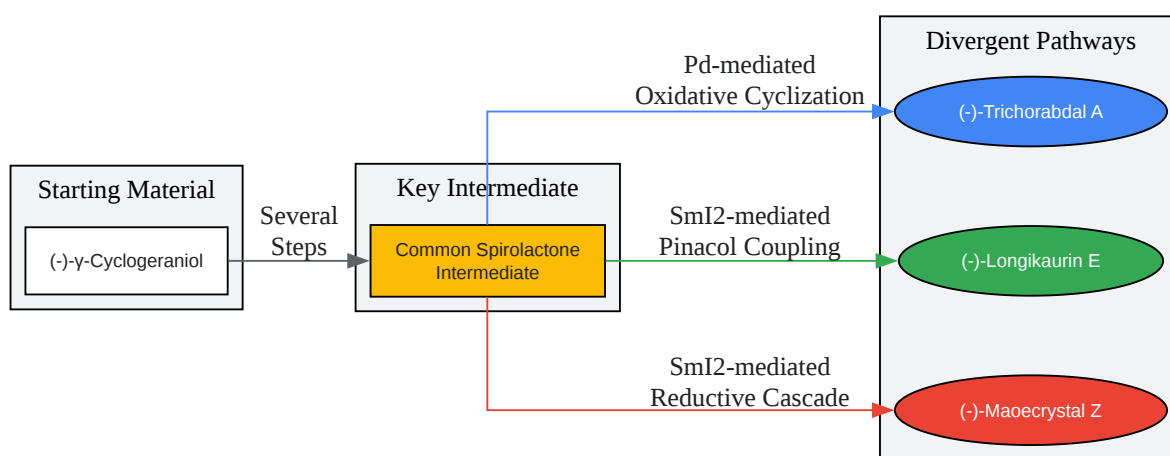 Divergent Pathways
Pd-mediated
Oxidative Cyclization
(-)-Trichorabdal A
Starting Material
(-)-γ-Cyclogeraniol
Several
Steps
Key Intermediate
Common Spirolactone
Intermediate
SmI2-mediated
Pinacol Coupling
(-)-Longikaurin E
SmI2-mediated
Reductive Cascade
(-)-Maoecrystal Z